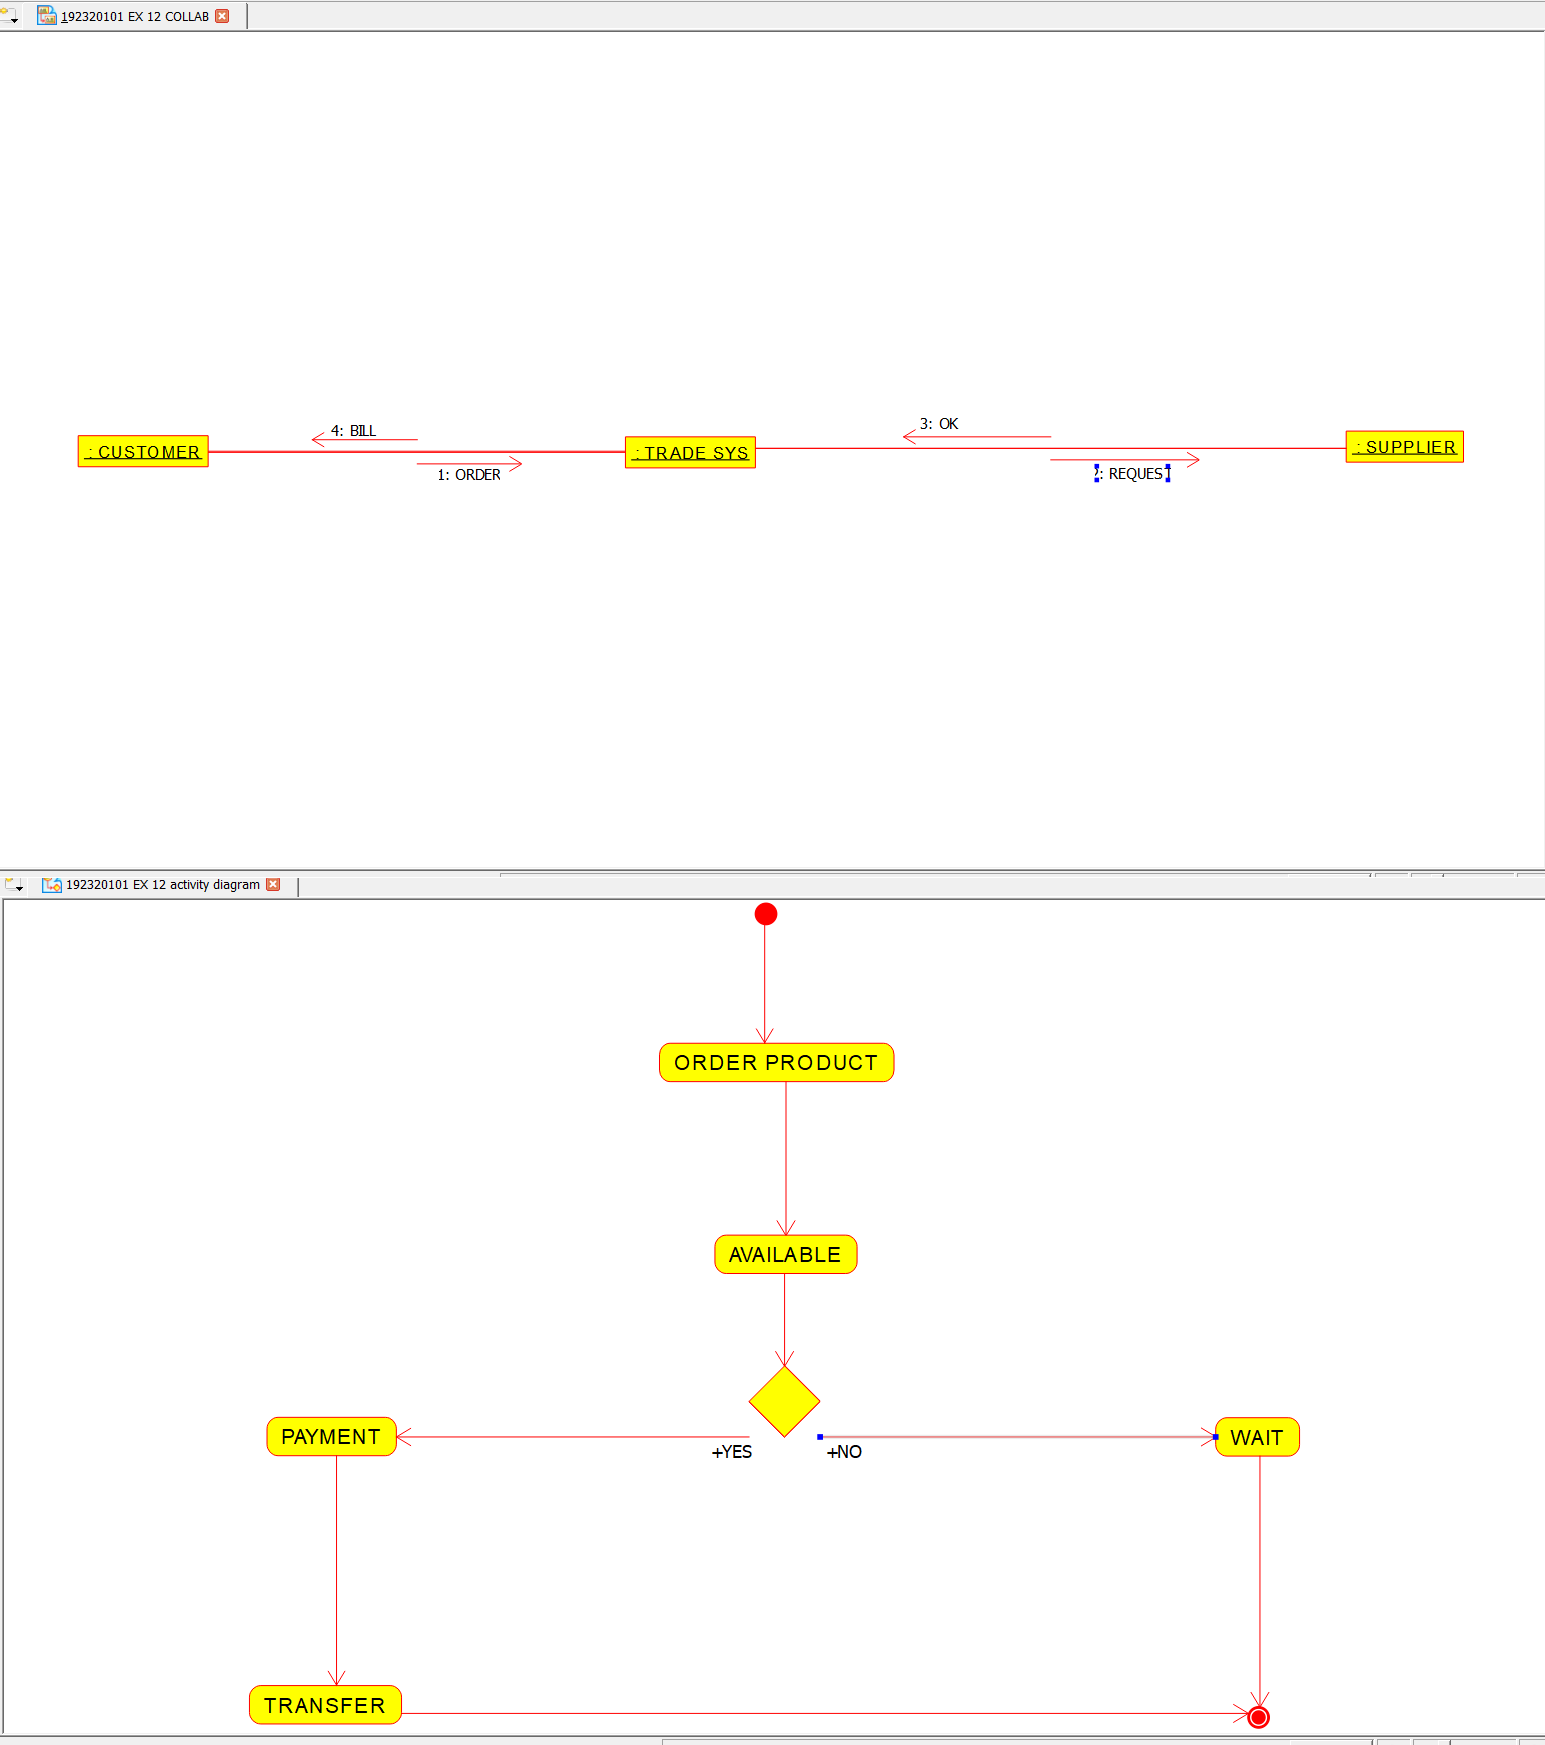 192320101 EX 12 COLLAB
4: BILL
3: OK
: CUSTOMER
: TRADE SYS
: SUPPLIER
1: ORDER
: REQUEST
192320101 EX 12 activity diagram
ORDER PRODUCT
AVAILABLE
PAYMENT
WAIT
+YES
+NO
TRANSFER